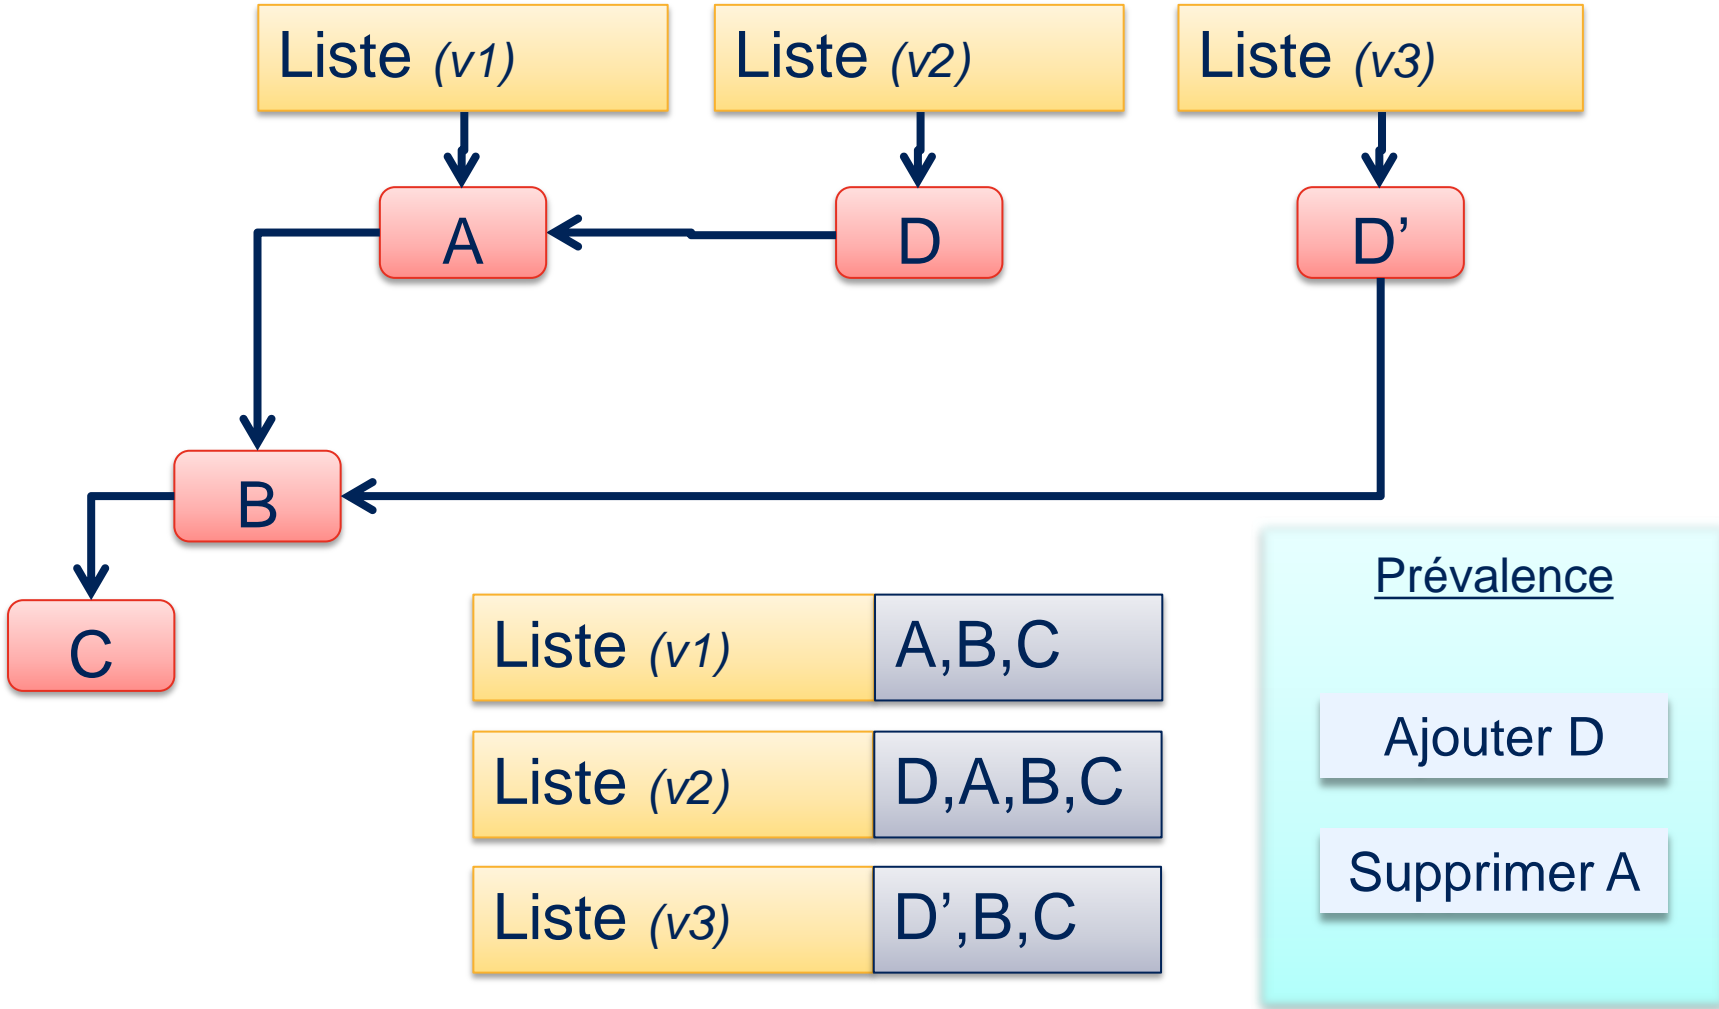 Liste (v1)
Liste (v2)
Liste (v3)
A
D
D’
B
C
Liste (v1)
A,B,C
Liste (v2)
D,A,B,C
Liste (v3)
D’,B,C
Prévalence
Ajouter D
Supprimer A